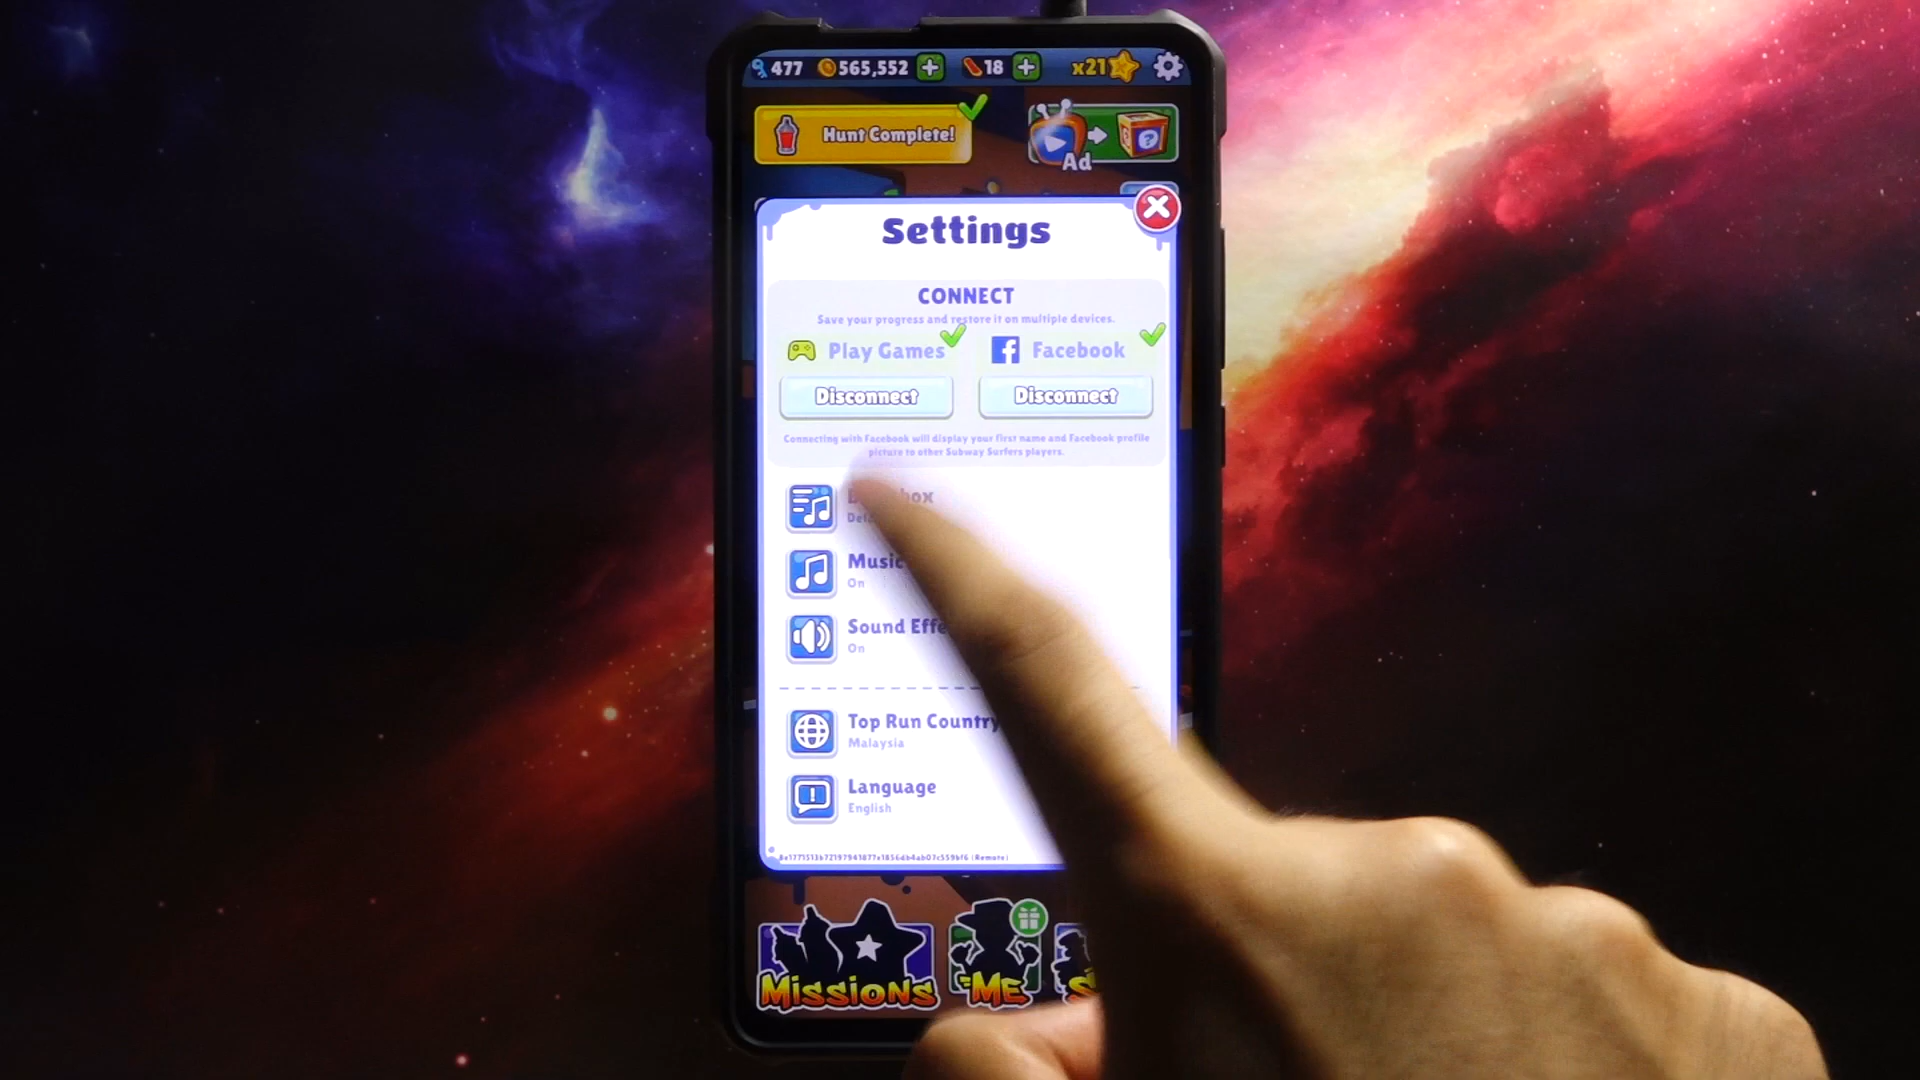 477 565,552 18 x21
Hunt Complete!
Ad
Settings
CONNECT
Save your progress and restore it on multiple devices.
Play Games Facebook
Disconnect Disconnect
Connecting with Facebook will display your first name and Facebook profile
picture to other Subway Surfers players.
Music
On
Sound Effe
On
Top Run Country
Malaysia
Language
English
(Remote)
MISSIONS ME S